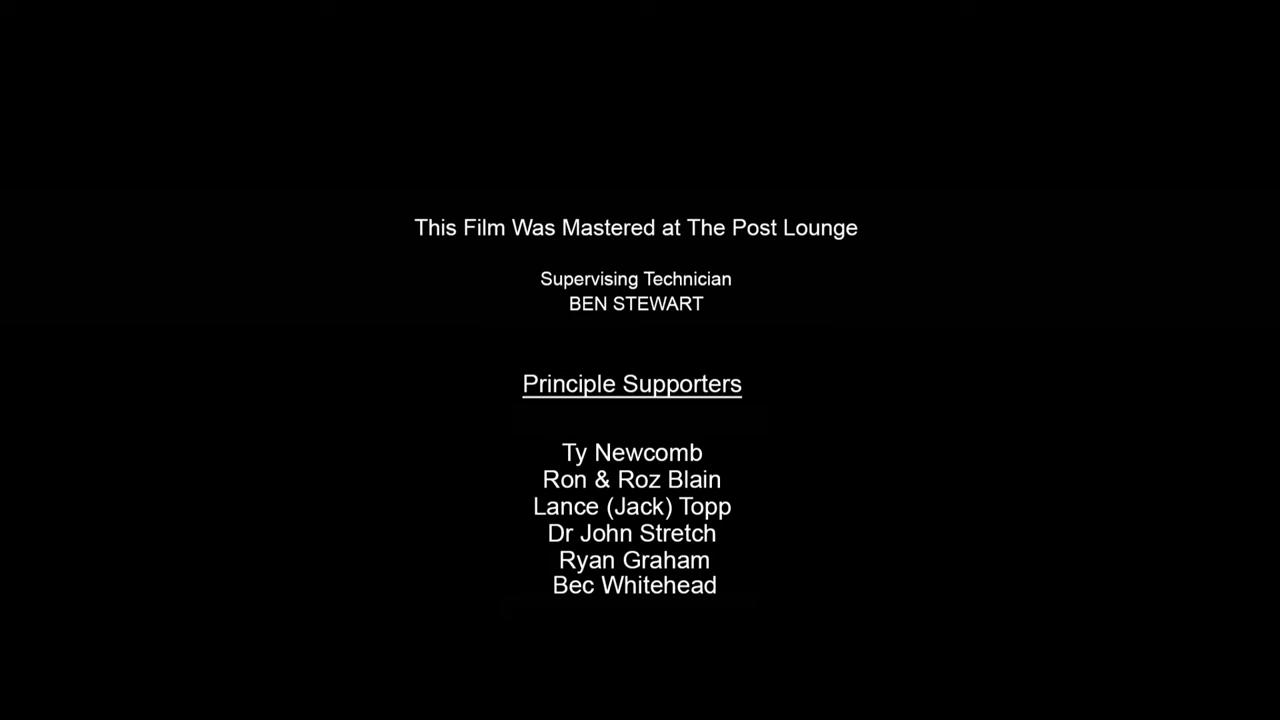 This Film Was Mastered at The Post Lounge
Supervising Technician
BEN STEWART
Principle Supporters
Ty Newcomb
Ron & Roz Blain
Lance (Jack) Topp
Dr John Stretch
Ryan Graham
Bec Whitehead